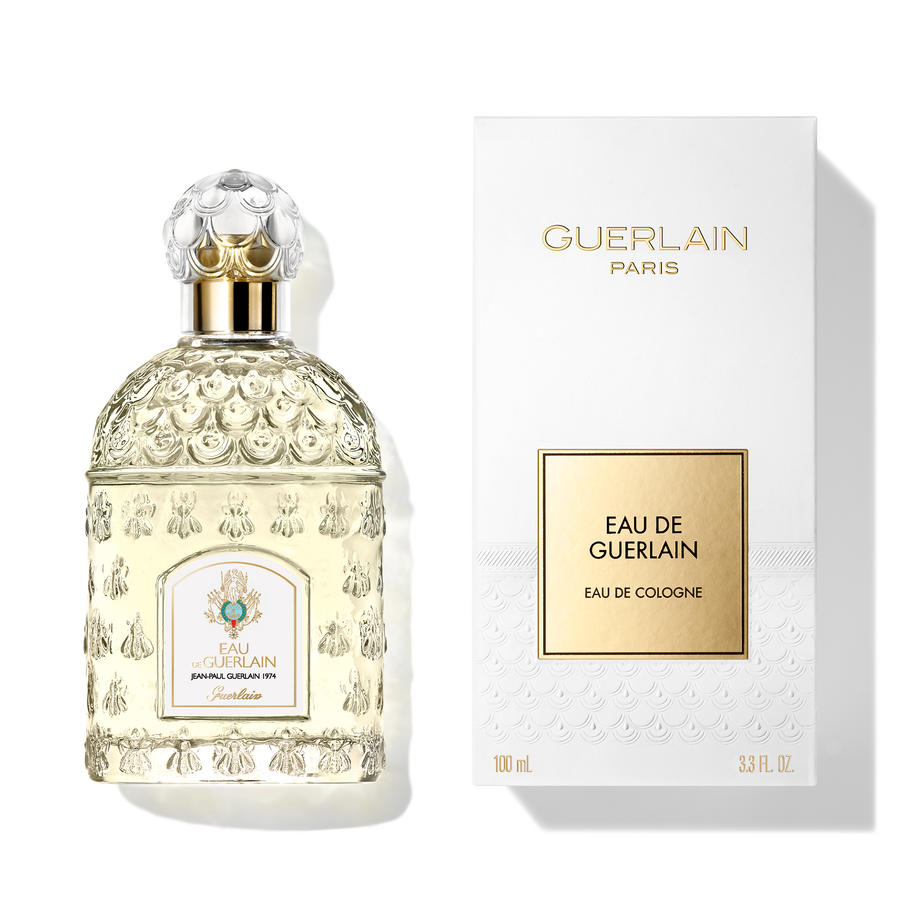 EAU
DE GUERLAIN
JEAN-PAUL GUERLAIN 1974
Guerlain
GUERLAIN
PARIS
EAU DE
GUERLAIN
EAU DE COLOGNE
100 mL
3.3 FL. OZ.